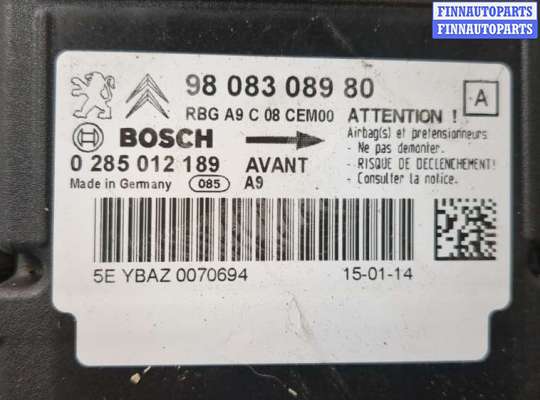 FINNAUTOPARTS
FINNAUTOPARTS
98 083 089 80
A
RBG A9 C 08 CEM00
ATTENTION !
BOSCH
Airbag(s) et pretensionneurs
- Ne pas demonter.
0 285 012 189 AVANT
- RISQUE DE DECLENCHEMENT!
Made in Germany 085 A9
- Consulter la notice.
5E YBAZ 0070694 15-01-14